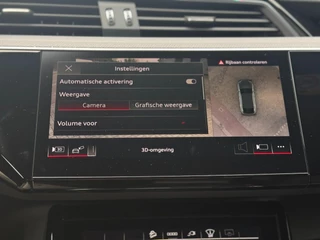 Instellingen
Rijbaan controleren
Automatische activering
Weergave
Camera
Grafische weergave
Volume voor
3D-omgeving